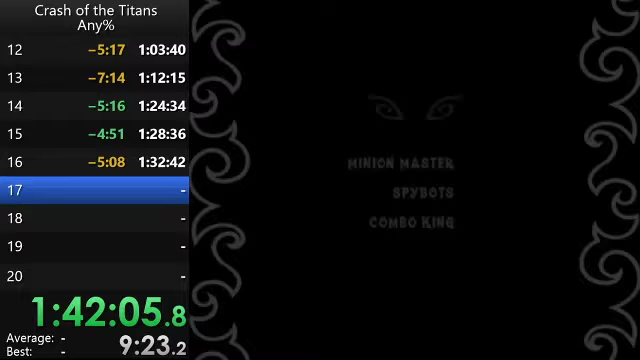 Crash of the Titans
Any%
12 −5:17 1:03:40
13 −7:14 1:12:15
14 −5:16 1:24:34
15 −4:51 1:28:36
16 −5:08 1:32:42
17 -
18 -
19 -
20 -
1:42:05.8
Average: -
Best: - 9:23.2
MINION MASTER
SPYBOTS
COMBO KING